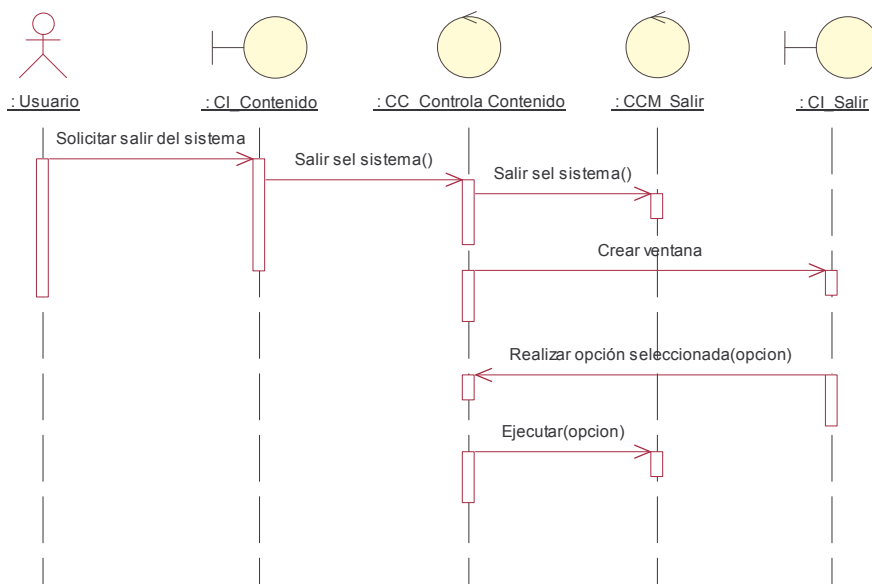 : Usuario
: CI_Contenido
: CC_Controla Contenido
: CCM_Salir
: CI_Salir
Solicitar salir del sistema
Salir sel sistema()
Salir sel sistema()
Crear ventana
Realizar opción seleccionada(opcion)
Ejecutar(opcion)